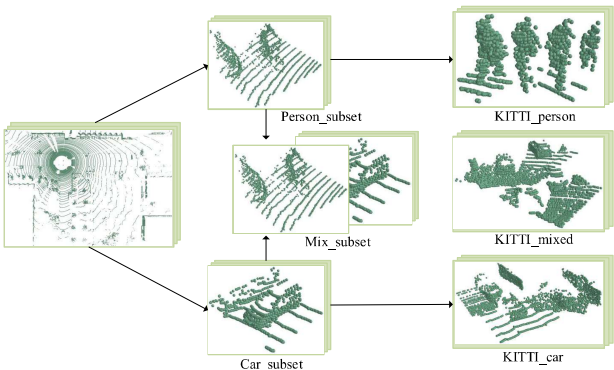 Person_subset
KITTI_person
Mix_subset
KITTI_mixed
Car_subset
KITTI_car